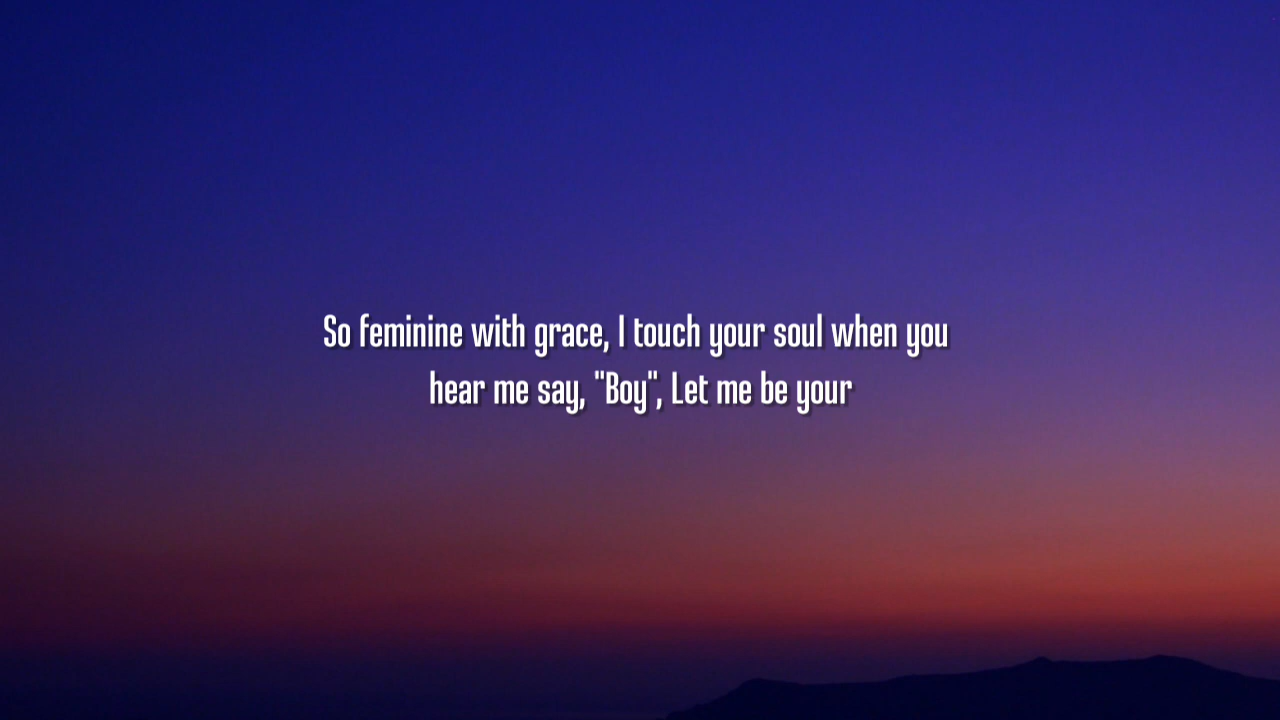 So feminine with grace, I touch your soul when you
hear me say, "Boy", Let me be your